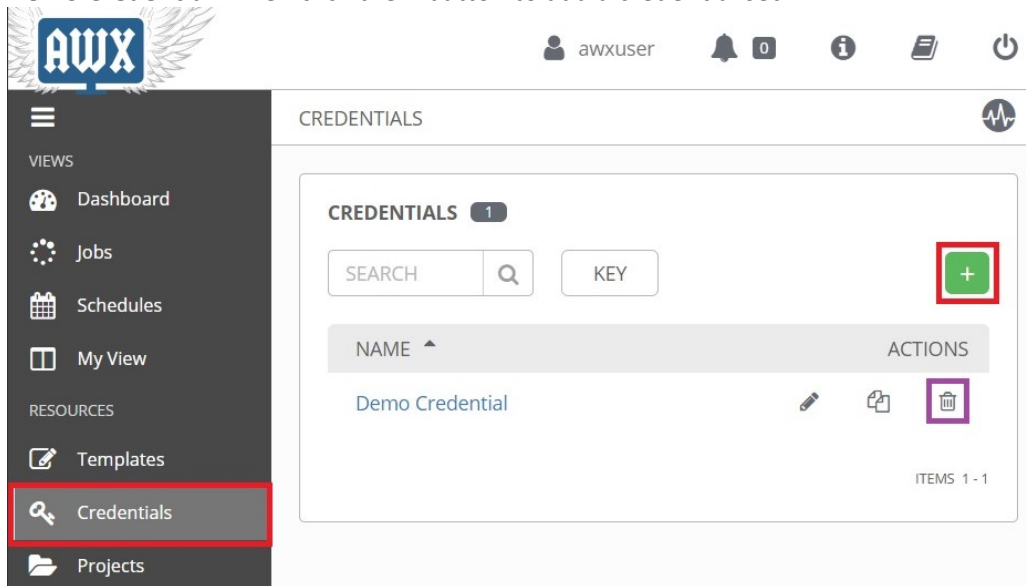 AWX
awxuser 0
CREDENTIALS
VIEWS
Dashboard
Jobs
Schedules
My View
RESOURCES
Templates
Credentials
Projects
CREDENTIALS 1
SEARCH KEY +
NAME ACTIONS
Demo Credential
ITEMS 1 - 1